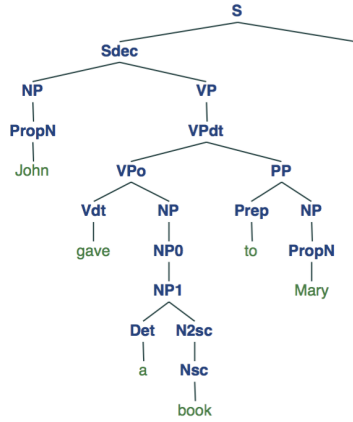 S
Sdec
NP VP
PropN VPdt
John VPo PP
Vdt NP Prep NP
gave NP0 to PropN
NP1 Mary
Det N2sc
a Nsc
book